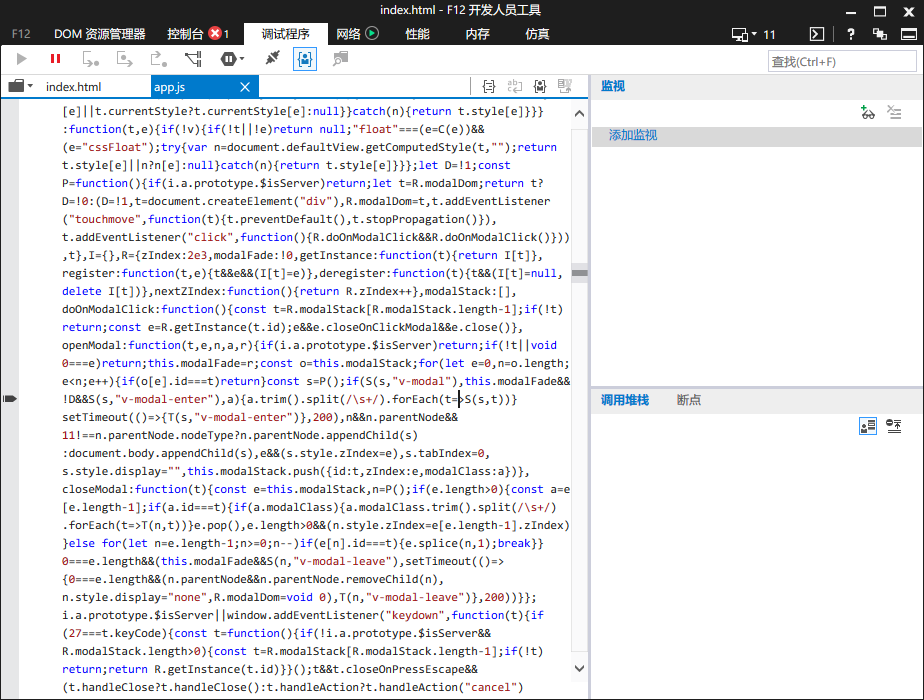 index.html - F12 开发人员工具
F12 DOM 资源管理器 控制台 1 调试程序 网络 性能 内存 仿真 11 ?
查找(Ctrl+F)
index.html app.js
监视
添加监视
[e]||t.currentStyle?t.currentStyle[e]:null}}catch(n){return t.style[e]}}}
:function(t,e){if(!v){if(!t||!e)return null;"float"===(e=C(e))&&
(e="cssFloat");try{var n=document.defaultView.getComputedStyle(t,"");return
t.style[e]||n?n[e]:null}catch(n){return t.style[e]}}};let D=!1;const
P=function(){if(i.a.prototype.$isServer)return;let t=R.modalDom;return t?
D=!0:(D=!1,t=document.createElement("div"),R.modalDom=t,t.addEventListener
("touchmove",function(t){t.preventDefault(),t.stopPropagation()}),
t.addEventListener("click",function(){R.doOnModalClick&&R.doOnModalClick()}))
,t},I={},R={zIndex:2e3,modalFade:!0,getInstance:function(t){return I[t]},
register:function(t,e){t&&e&&(I[t]=e)},deregister:function(t){t&&(I[t]=null,
delete I[t])},nextZIndex:function(){return R.zIndex++},modalStack:[],
doOnModalClick:function(){const t=R.modalStack[R.modalStack.length-1];if(!t)
return;const e=R.getInstance(t.id);e&&e.closeOnClickModal&&e.close()},
openModal:function(t,e,n,a,r){if(i.a.prototype.$isServer)return;if(!t||void
0===e)return;this.modalFade=r;const o=this.modalStack;for(let e=0,n=o.length;
e<n;e++){if(o[e].id===t)return}const s=P();if(S(s,"v-modal"),this.modalFade&&
!D&&S(s,"v-modal-enter"),a){a.trim().split(/\s+/).forEach(t=>S(s,t))}
setTimeout(()=>{T(s,"v-modal-enter")},200),n&&n.parentNode&&
11!==n.parentNode.nodeType?n.parentNode.appendChild(s)
:document.body.appendChild(s),e&&(s.style.zIndex=e),s.tabIndex=0,
s.style.display="",this.modalStack.push({id:t,zIndex:e,modalClass:a})},
closeModal:function(t){const e=this.modalStack,n=P();if(e.length>0){const a=e
[e.length-1];if(a.id===t){if(a.modalClass){a.modalClass.trim().split(/\s+/)
.forEach(t=>T(n,t))}e.pop(),e.length>0&&(n.style.zIndex=e[e.length-1].zIndex)
}else for(let n=e.length-1;n>=0;n--)if(e[n].id===t){e.splice(n,1);break}}
0===e.length&&(this.modalFade&&S(n,"v-modal-leave"),setTimeout(()=>
{0===e.length&&(n.parentNode&&n.parentNode.removeChild(n),
n.style.display="none",R.modalDom=void 0),T(n,"v-modal-leave")},200))}};
i.a.prototype.$isServer||window.addEventListener("keydown",function(t){if
(27===t.keyCode){const t=function(){if(!i.a.prototype.$isServer&&
R.modalStack.length>0){const t=R.modalStack[R.modalStack.length-1];if(!t)
return;return R.getInstance(t.id)}}();t&&t.closeOnPressEscape&&
(t.handleClose?t.handleClose():t.handleAction?t.handleAction("cancel")
调用堆栈 断点